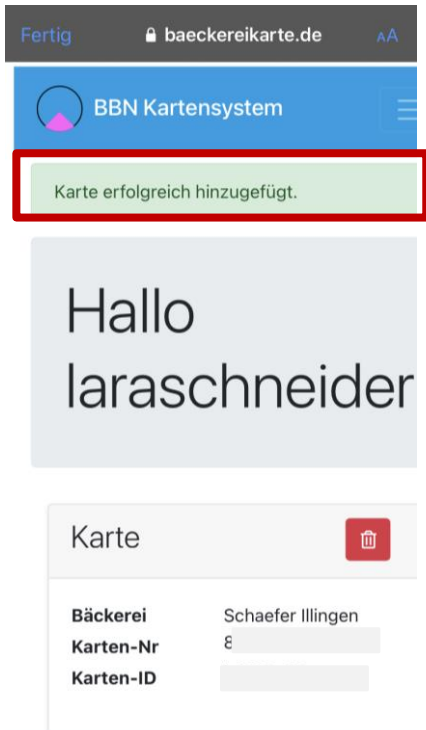 Fertig baeckereikarte.de AA
BBN Kartensystem
Karte erfolgreich hinzugefügt.
Hallo
laraschneider
Karte
Bäckerei Schaefer Illingen
Karten-Nr 8
Karten-ID